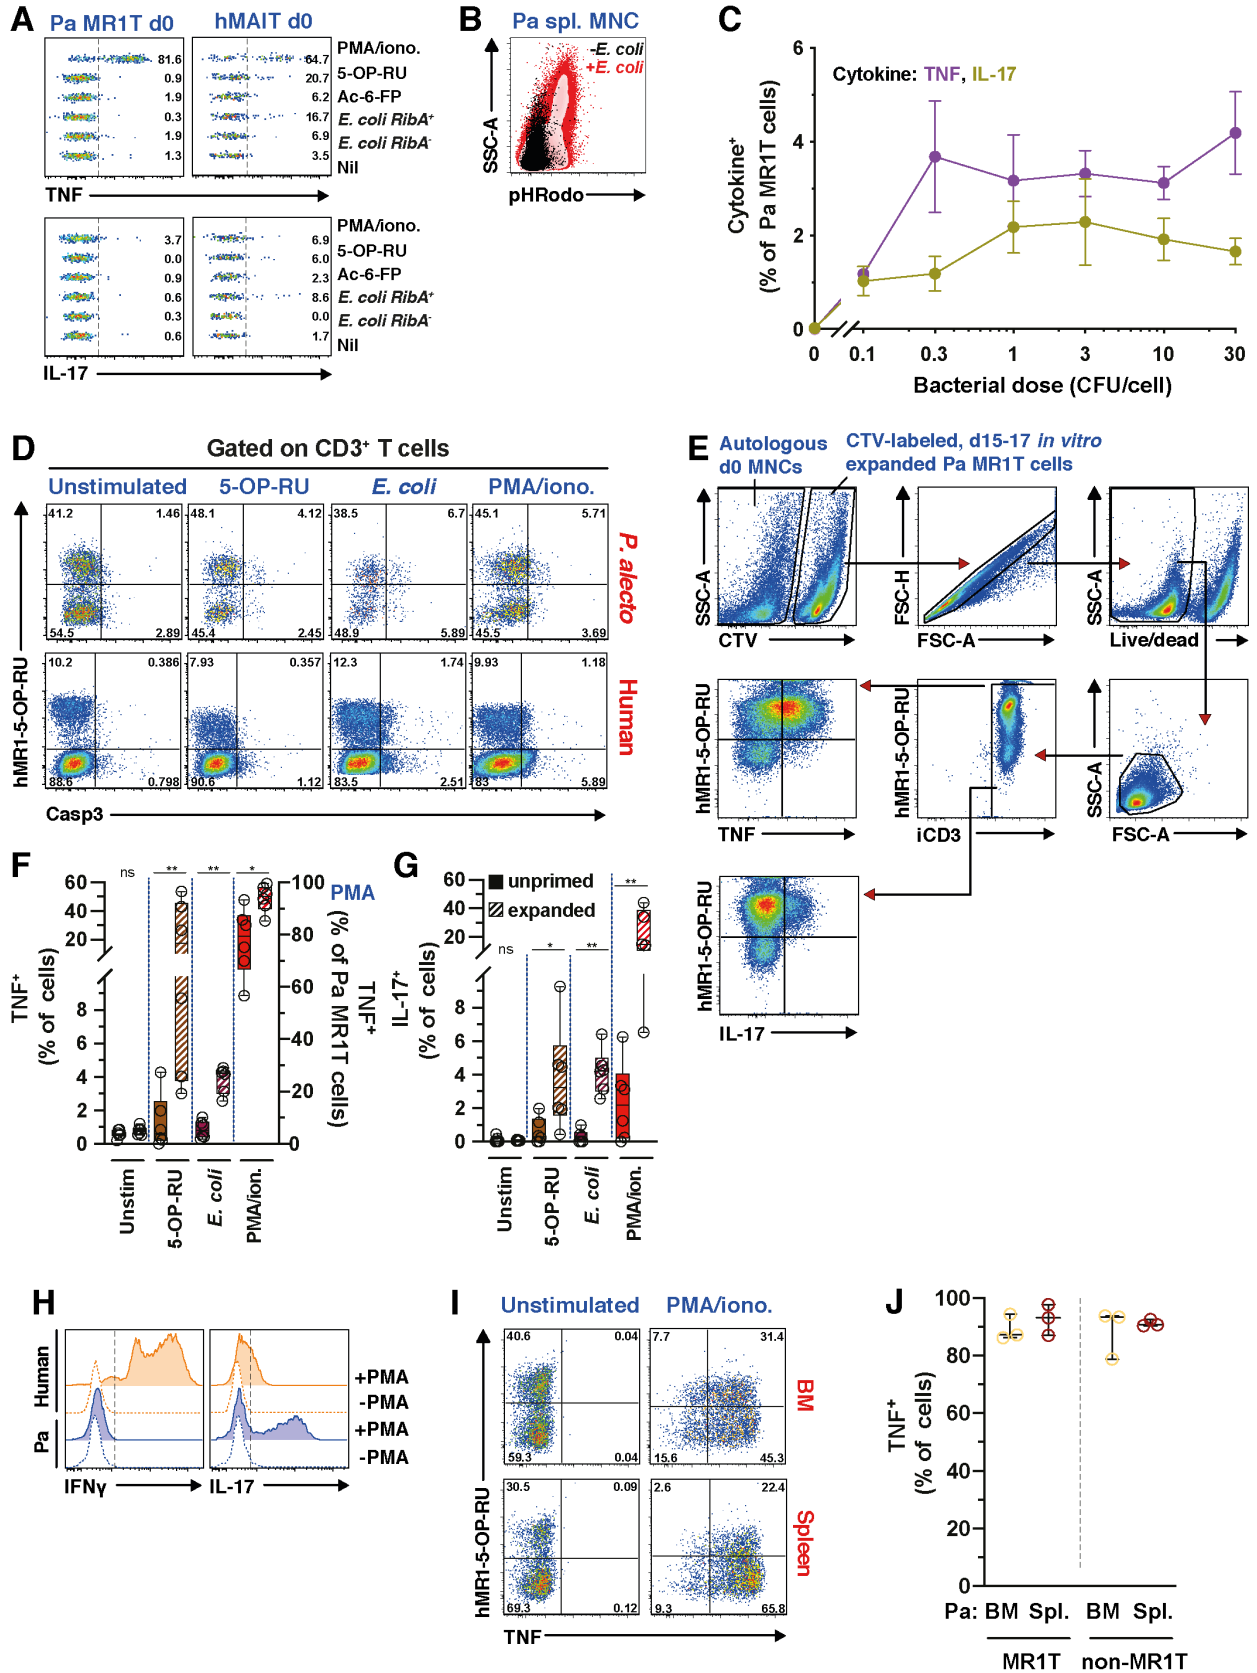 A
Pa MR1T d0
hMAIT d0
81.6
0.9
1.9
0.3
1.9
1.3
64.7
20.7
6.2
16.7
6.9
3.5
PMA/iono.
5-OP-RU
Ac-6-FP
E. coli RibA+
E. coli RibA-
Nil
TNF
3.7
6.0
0.9
0.6
0.3
0.6
6.9
6.0
2.3
8.6
0.0
1.7
PMA/iono.
5-OP-RU
Ac-6-FP
E. coli RibA+
E. coli RibA-
Nil
IL-17
B
Pa spl. MNC
-E. coli
+E. coli
SSC-A
pHRodo
C
Cytokine: TNF, IL-17
Cytokine+
(% of Pa MR1T cells)
6
4
2
0
0 0.1 0.3 1 3 10 30
Bacterial dose (CFU/cell)
D
Gated on CD3+ T cells
Unstimulated 5-OP-RU E. coli PMA/iono.
41.2 1.46 48.1 4.12 38.5 6.7 45.1 5.71
54.5 2.89 45.4 2.45 48.9 5.89 45.5 3.69
P. alecto
10.2 0.386 7.93 0.357 12.3 1.74 9.93 1.18
88.6 0.798 90.6 1.12 83.5 2.51 83 5.89
Human
hMR1-5-OP-RU
Casp3
E
Autologous
d0 MNCs
CTV-labeled, d15-17 in vitro
expanded Pa MR1T cells
SSC-A
CTV
FSC-H
FSC-A
SSC-A
Live/dead
hMR1-5-OP-RU
TNF
hMR1-5-OP-RU
iCD3
SSC-A
FSC-A
hMR1-5-OP-RU
IL-17
F
ns ** ** *
TNF+
(% of cells)
60
40
20
8
6
4
2
0
100
80
60
40
20
0
PMA
TNF+
(% of Pa MR1T cells)
Unstim
5-OP-RU
E. coli
PMA/ion.
G
unprimed
expanded
ns * ** **
IL-17+
(% of cells)
60
40
20
8
6
4
2
0
Unstim
5-OP-RU
E. coli
PMA/ion.
H
Human
Pa
+PMA
-PMA
+PMA
-PMA
IFNγ
IL-17
I
Unstimulated PMA/iono.
40.6 0.04 7.7 31.4
59.3 0.04 15.6 45.3
BM
30.5 0.09 2.6 22.4
69.3 0.12 9.3 65.8
Spleen
hMR1-5-OP-RU
TNF
J
TNF+
(% of cells)
100
80
60
40
20
0
Pa: BM Spl. BM Spl.
MR1T non-MR1T